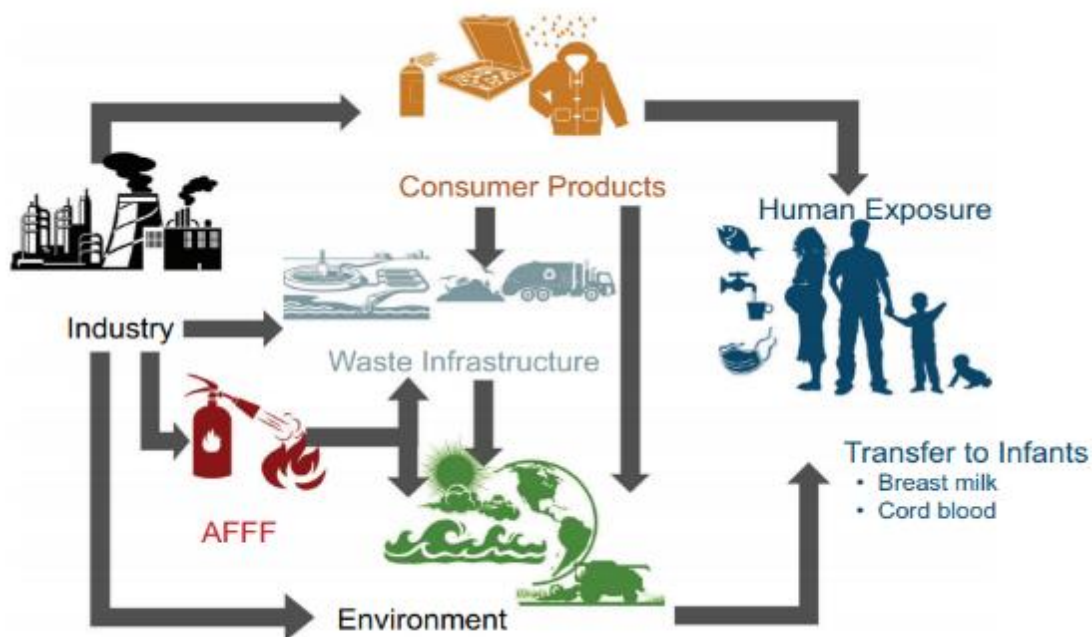 Consumer Products
Human Exposure
Industry
Waste Infrastructure
AFFF
Transfer to Infants
• Breast milk
• Cord blood
Environment